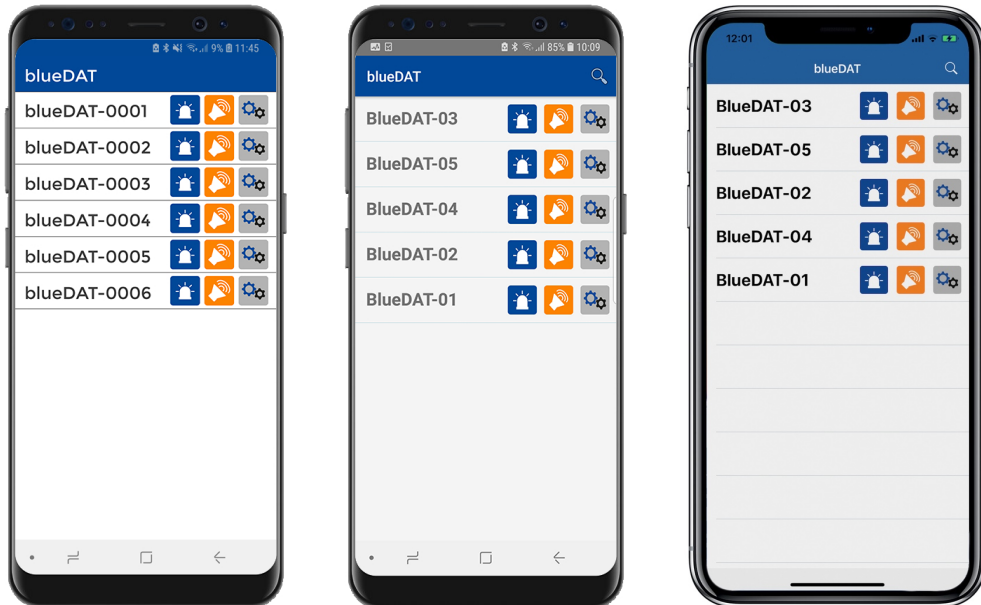 9% 11:45
blueDAT
blueDAT-0001
blueDAT-0002
blueDAT-0003
blueDAT-0004
blueDAT-0005
blueDAT-0006
85% 10:09
blueDAT
BlueDAT-03
BlueDAT-05
BlueDAT-04
BlueDAT-02
BlueDAT-01
12:01
blueDAT
BlueDAT-03
BlueDAT-05
BlueDAT-02
BlueDAT-04
BlueDAT-01